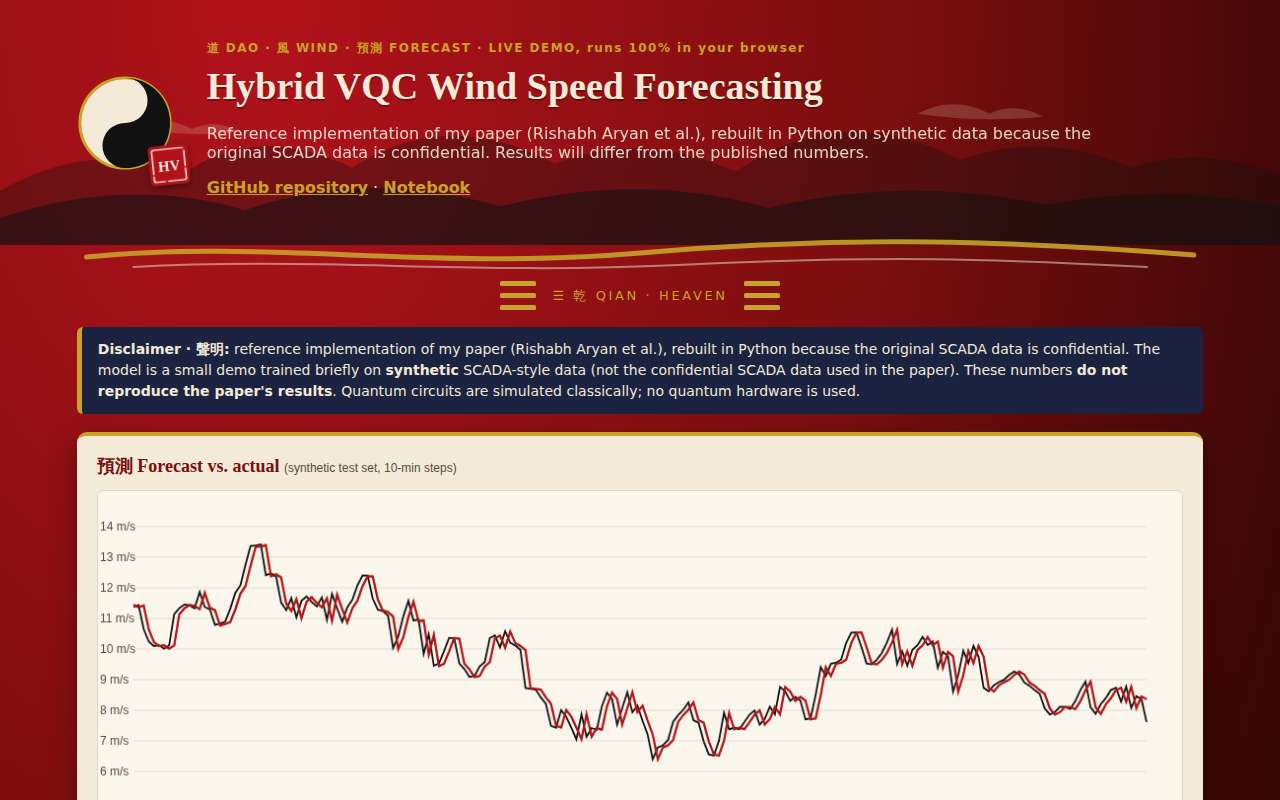 道 DAO · 風 WIND · 預測 FORECAST · LIVE DEMO, runs 100% in your browser
Hybrid VQC Wind Speed Forecasting
HV
Reference implementation of my paper (Rishabh Aryan et al.), rebuilt in Python on synthetic data because the
original SCADA data is confidential. Results will differ from the published numbers.
GitHub repository · Notebook
☰ 乾 QIAN · HEAVEN
Disclaimer · 聲明: reference implementation of my paper (Rishabh Aryan et al.), rebuilt in Python because the original SCADA data is confidential. The
model is a small demo trained briefly on synthetic SCADA-style data (not the confidential SCADA data used in the paper). These numbers do not
reproduce the paper's results. Quantum circuits are simulated classically; no quantum hardware is used.
預測 Forecast vs. actual (synthetic test set, 10-min steps)
14 m/s
13 m/s
12 m/s
11 m/s
10 m/s
9 m/s
8 m/s
7 m/s
6 m/s